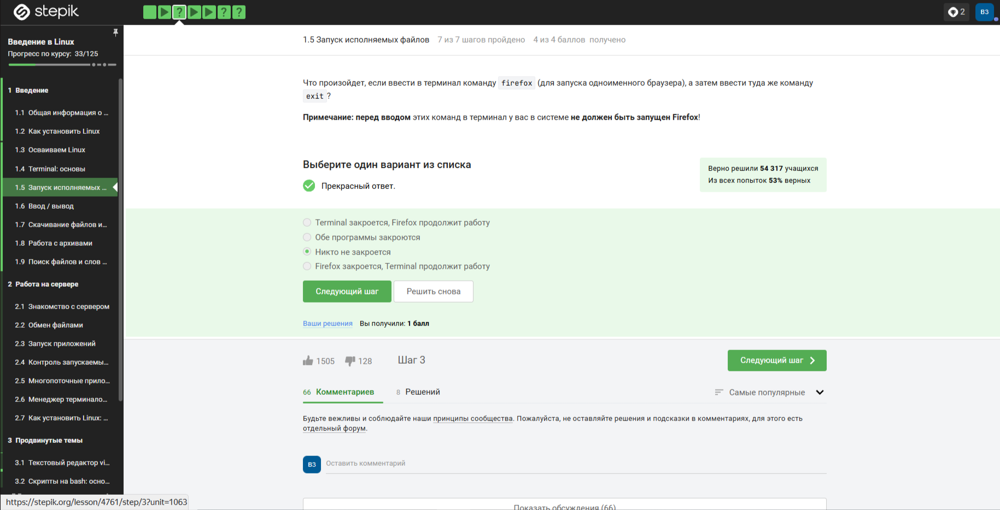 stepik
2
ВЗ
Введение в Linux
Прогресс по курсу: 33/125
1 Введение
1.1 Общая информация о ...
1.2 Как установить Linux
1.3 Осваиваем Linux
1.4 Terminal: основы
1.5 Запуск исполняемых ...
1.6 Ввод / вывод
1.7 Скачивание файлов и...
1.8 Работа с архивами
1.9 Поиск файлов и слов ...
2 Работа на сервере
2.1 Знакомство с сервером
2.2 Обмен файлами
2.3 Запуск приложений
2.4 Контроль запускаемы...
2.5 Многопоточные прило...
2.6 Менеджер терминало...
2.7 Как установить Linux: ...
3 Продвинутые темы
3.1 Текстовый редактор vi...
3.2 Скрипты на bash: осно...
https://stepik.org/lesson/4761/step/3?unit=1063
1.5 Запуск исполняемых файлов 7 из 7 шагов пройдено 4 из 4 баллов получено
Что произойдет, если ввести в терминал команду firefox (для запуска одноименного браузера), а затем ввести туда же команду
exit ?
Примечание: перед вводом этих команд в терминал у вас в системе не должен быть запущен Firefox!
Выберите один вариант из списка
Прекрасный ответ.
Верно решили 54 317 учащихся
Из всех попыток 53% верных
Terminal закроется, Firefox продолжит работу
Обе программы закроются
Никто не закроется
Firefox закроется, Terminal продолжит работу
Следующий шаг
Решить снова
Ваши решения Вы получили: 1 балл
1505 128 Шаг 3
Следующий шаг
66 Комментариев 8 Решений
Самые популярные
Будьте вежливы и соблюдайте наши принципы сообщества. Пожалуйста, не оставляйте решения и подсказки в комментариях, для этого есть
отдельный форум.
ВЗ Оставить комментарий
Показать обсуждения (66)